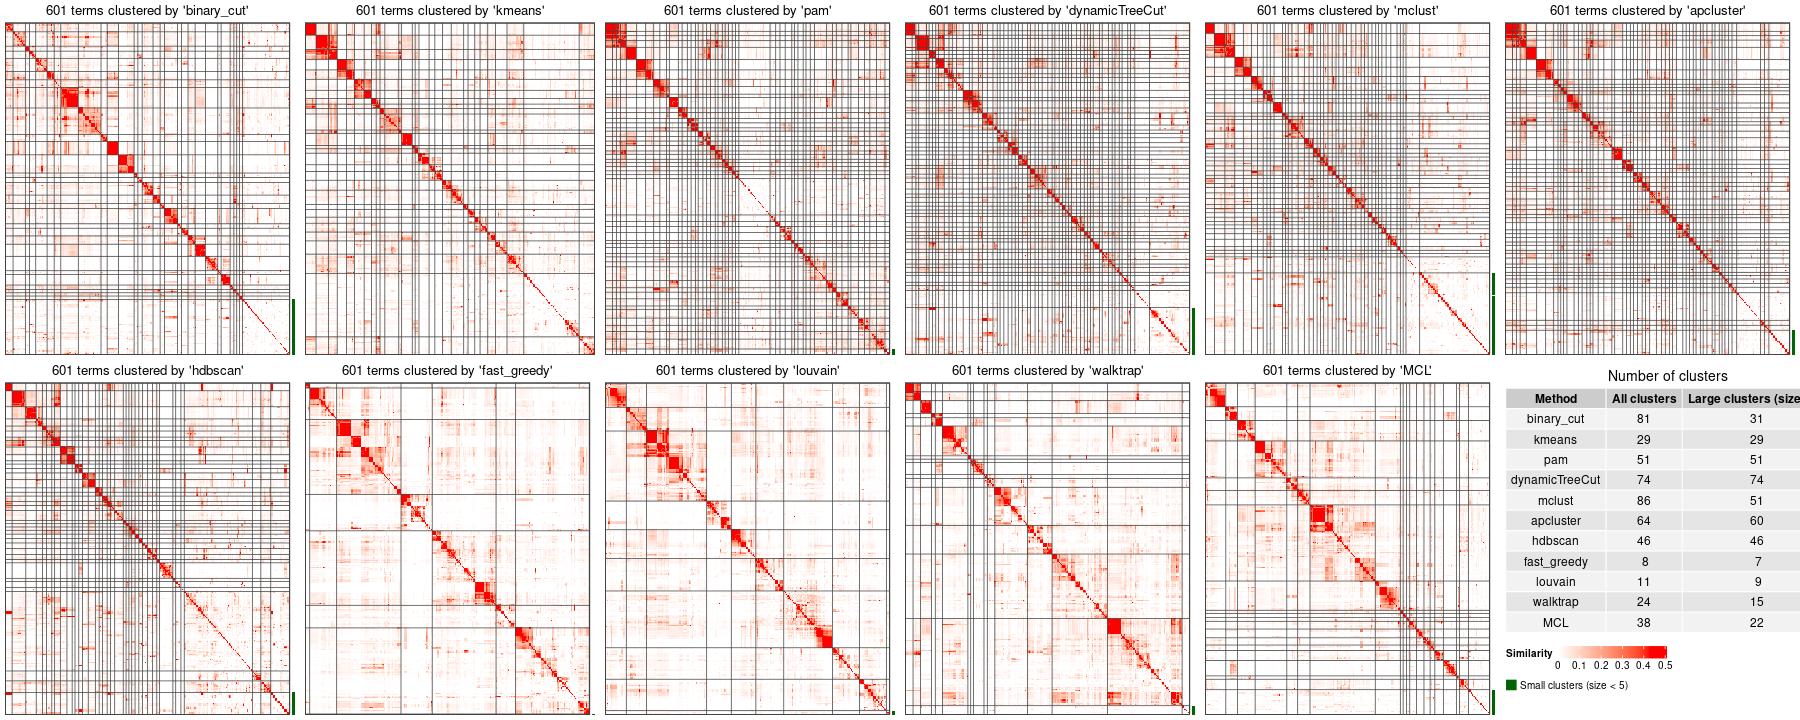 601 terms clustered by 'binary_cut'
601 terms clustered by 'kmeans'
601 terms clustered by 'pam'
601 terms clustered by 'dynamicTreeCut'
601 terms clustered by 'mclust'
601 terms clustered by 'apcluster'
601 terms clustered by 'hdbscan'
601 terms clustered by 'fast_greedy'
601 terms clustered by 'louvain'
601 terms clustered by 'walktrap'
601 terms clustered by 'MCL'
Number of clusters
Method All clusters Large clusters (size
binary_cut 81 31
kmeans 29 29
pam 51 51
dynamicTreeCut 74 74
mclust 86 51
apcluster 64 60
hdbscan 46 46
fast_greedy 8 7
louvain 11 9
walktrap 24 15
MCL 38 22
Similarity
0 0.1 0.2 0.3 0.4 0.5
Small clusters (size < 5)